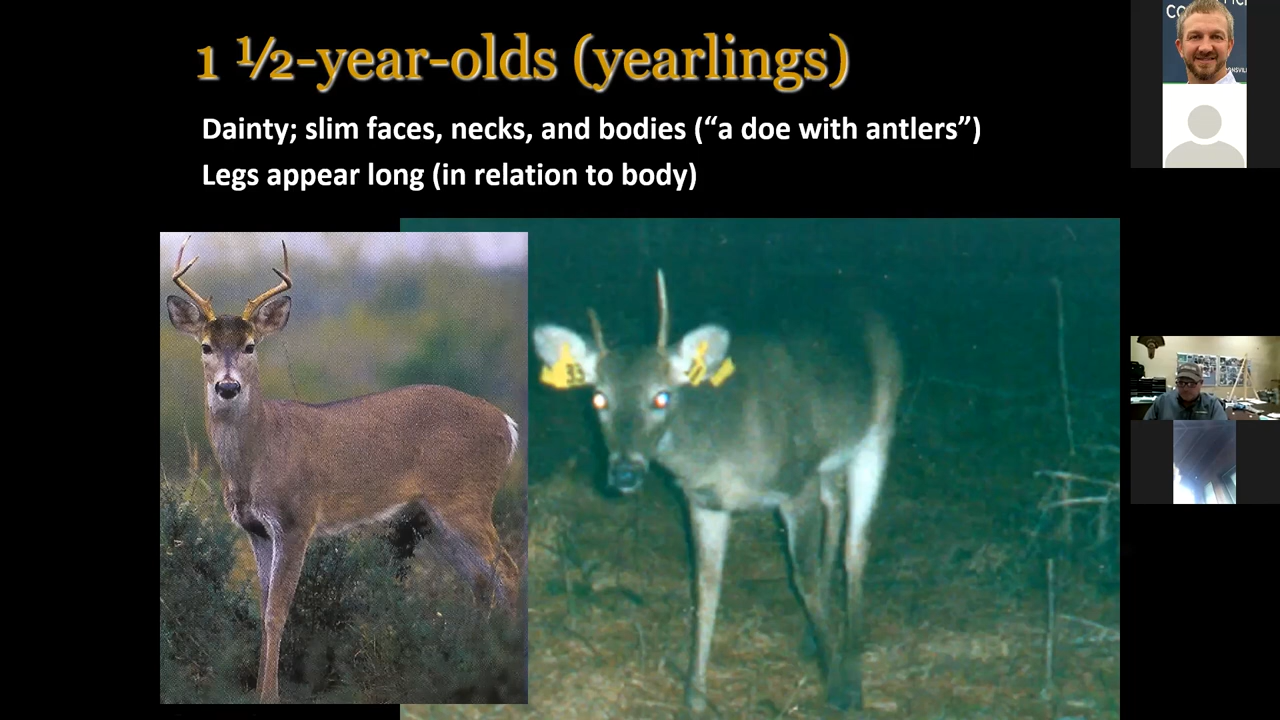 1 ½-year-olds (yearlings)
Dainty; slim faces, necks, and bodies (“a doe with antlers”)
Legs appear long (in relation to body)
33